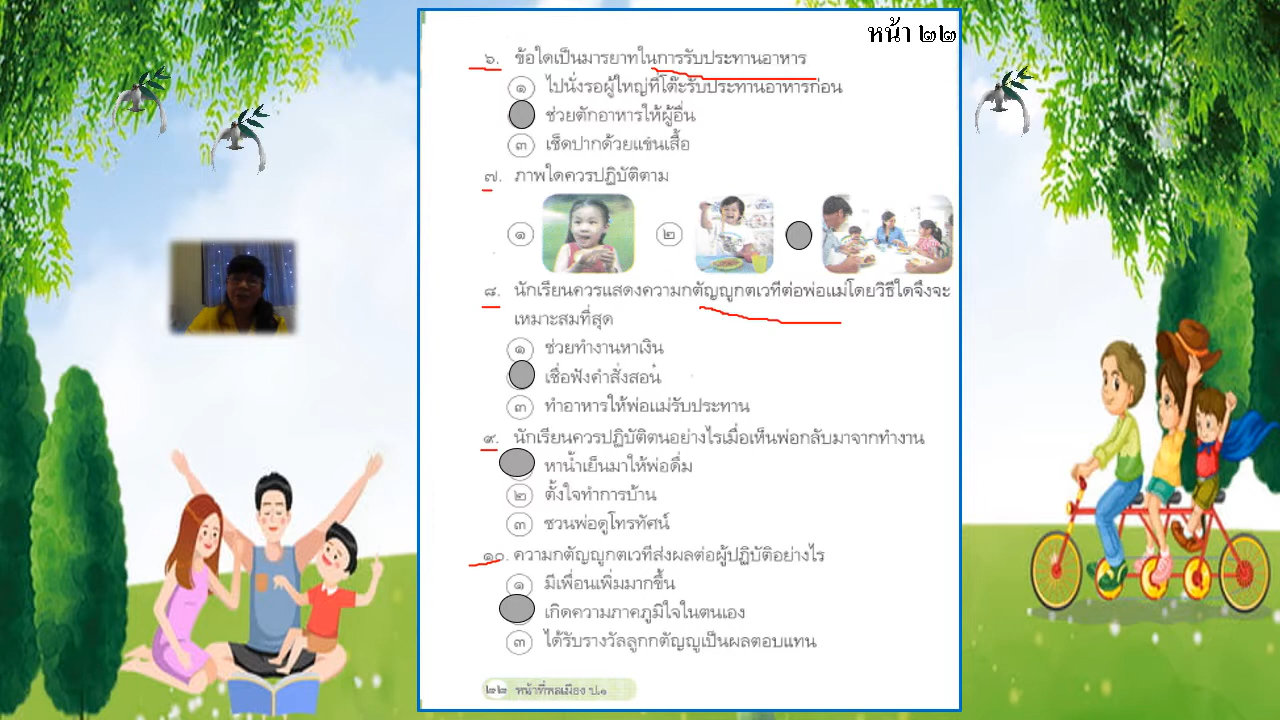 หน้า ๒๒
๖. ข้อใดเป็นมารยาทในการรับประทานอาหาร
๑ ไปนั่งรอผู้ใหญ่ที่โต๊ะรับประทานอาหารก่อน
ช่วยตักอาหารให้ผู้อื่น
๓ เช็ดปากด้วยแขนเสื้อ
๗. ภาพใดควรปฏิบัติตาม
๑ ๒
๘. นักเรียนควรแสดงความกตัญญูกตเวทีต่อพ่อแม่โดยวิธีใดจึงจะ
เหมาะสมที่สุด
๑ ช่วยทำงานหาเงิน
เชื่อฟังคำสั่งสอน
๓ ทำอาหารให้พ่อแม่รับประทาน
๙. นักเรียนควรปฏิบัติตนอย่างไรเมื่อเห็นพ่อกลับมาจากทำงาน
หาน้ำเย็นมาให้พ่อดื่ม
๒ ตั้งใจทำการบ้าน
๓ ชวนพ่อดูโทรทัศน์
๑๐. ความกตัญญูกตเวทีส่งผลต่อผู้ปฏิบัติอย่างไร
๑ มีเพื่อนเพิ่มมากขึ้น
เกิดความภาคภูมิใจในตนเอง
๓ ได้รับรางวัลลูกกตัญญูเป็นผลตอบแทน
๒๒ หน้าที่พลเมือง ป.๑